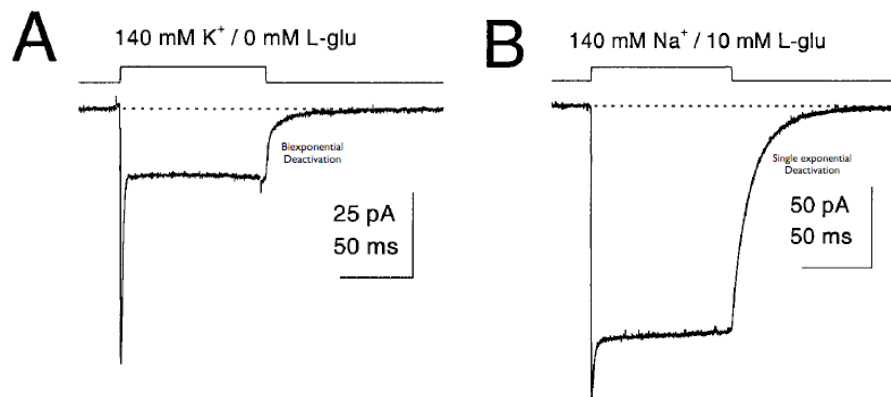 A
140 mM K⁺ / 0 mM L-glu
Biexponential
Deactivation
25 pA
50 ms
B
140 mM Na⁺ / 10 mM L-glu
Single exponential
Deactivation
50 pA
50 ms